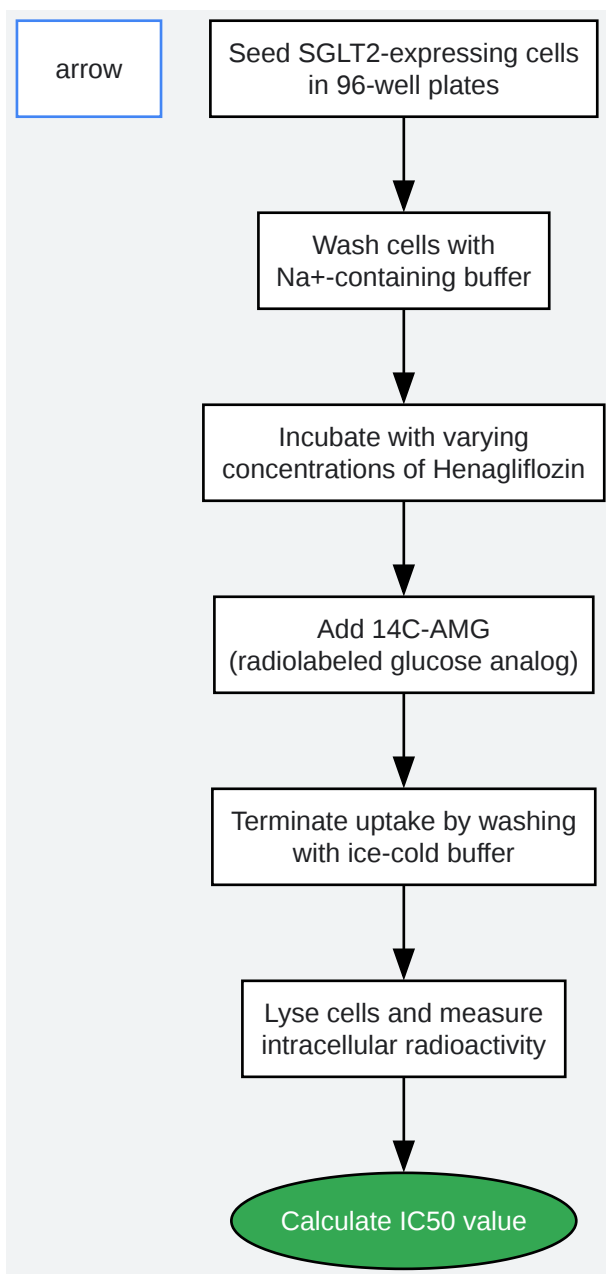 arrow
Seed SGLT2-expressing cells
in 96-well plates
Wash cells with
Na+-containing buffer
Incubate with varying
concentrations of Henagliflozin
Add 14C-AMG
(radiolabeled glucose analog)
Terminate uptake by washing
with ice-cold buffer
Lyse cells and measure
intracellular radioactivity
Calculate IC50 value